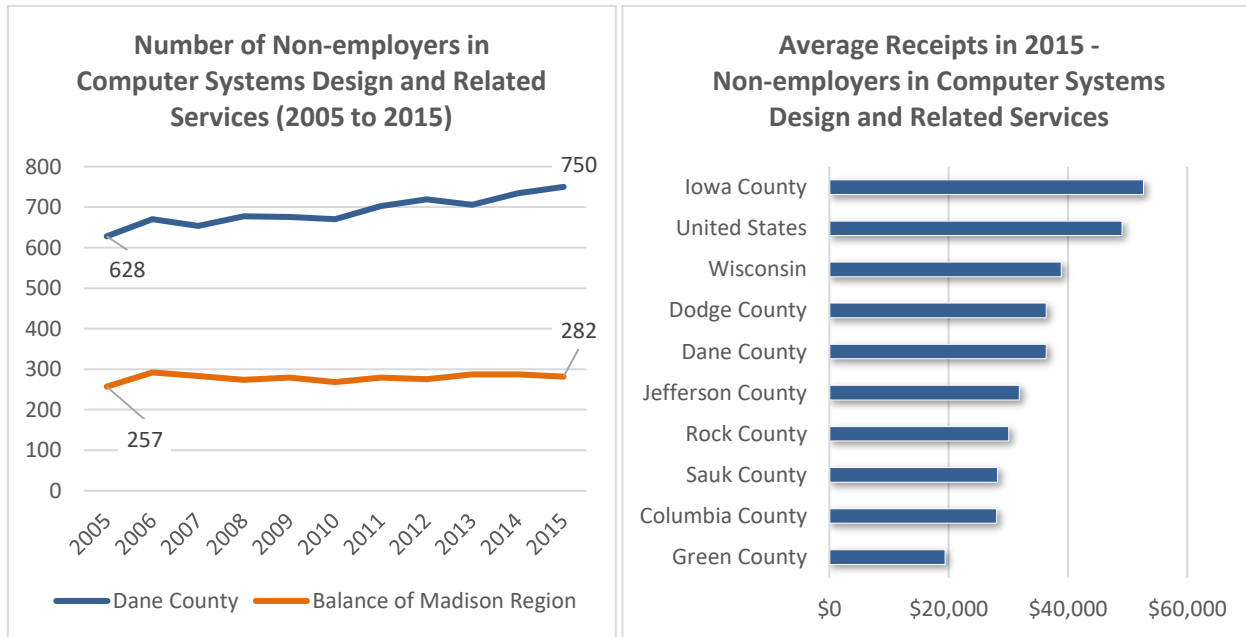 Number of Non-employers in
Computer Systems Design and Related
Services (2005 to 2015)
800
700
600
500
400
300
200
100
0
750
628
282
257
2005
2006
2007
2008
2009
2010
2011
2012
2013
2014
2015
Dane County
Balance of Madison Region
Average Receipts in 2015 -
Non-employers in Computer Systems
Design and Related Services
Iowa County
United States
Wisconsin
Dodge County
Dane County
Jefferson County
Rock County
Sauk County
Columbia County
Green County
$0
$20,000
$40,000
$60,000